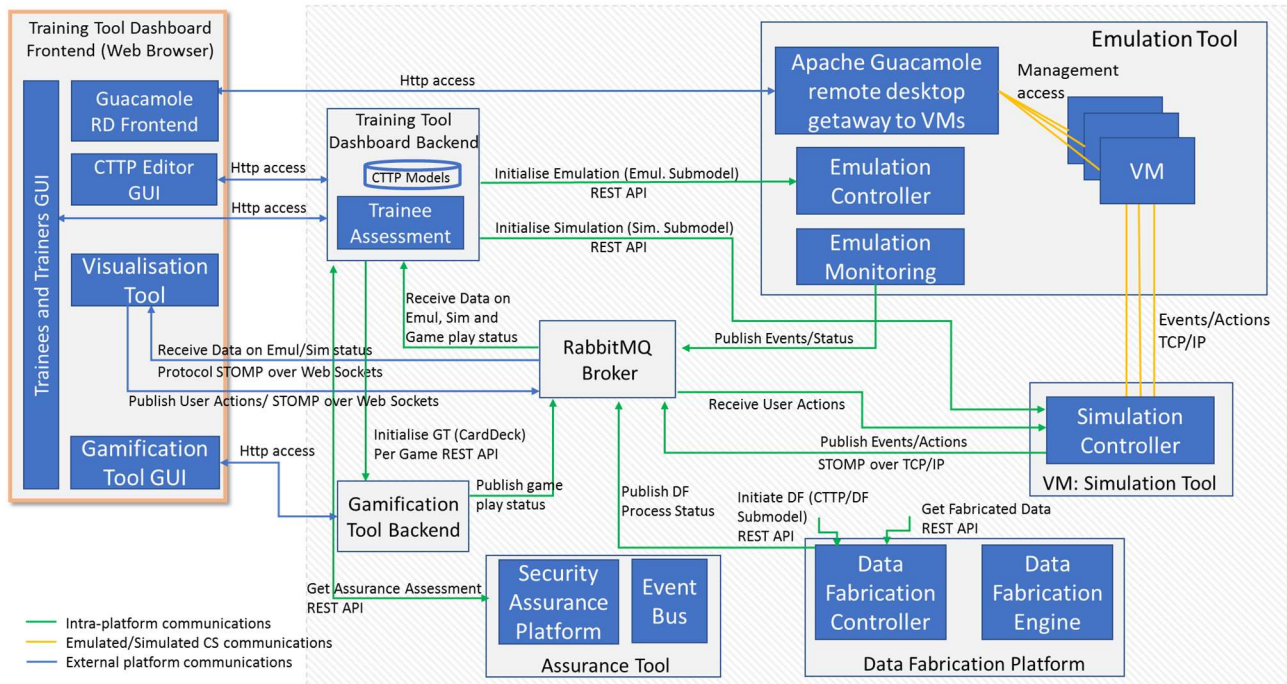 Training Tool Dashboard
Frontend (Web Browser)
Trainees and Trainers GUI
Guacamole
RD Frontend
CTTP Editor
GUI
Visualisation
Tool
Gamification
Tool GUI
Http access
Http access
Http access
Http access
Training Tool
Dashboard Backend
CTTP Models
Trainee
Assessment
Emulation Tool
Apache Guacamole
remote desktop
getaway to VMs
Management
access
VM
Emulation
Controller
Emulation
Monitoring
Initialise Emulation (Emul. Submodel)
REST API
Initialise Simulation (Sim. Submodel)
REST API
Receive Data on
Emul, Sim and
Game play status
Publish Events/Status
Events/Actions
TCP/IP
RabbitMQ
Broker
Receive Data on Emul/Sim status
Protocol STOMP over Web Sockets
Publish User Actions/ STOMP over Web Sockets
Receive User Actions
Publish Events/Actions
STOMP over TCP/IP
Simulation
Controller
VM: Simulation Tool
Initialise GT (CardDeck)
Per Game REST API
Publish game
play status
Gamification
Tool Backend
Publish DF
Process Status
Initiate DF (CTTP/DF
Submodel)
REST API
Get Fabricated Data
REST API
Get Assurance Assessment
REST API
Security
Assurance
Platform
Event
Bus
Assurance Tool
Data
Fabrication
Controller
Data
Fabrication
Engine
Data Fabrication Platform
Intra-platform communications
Emulated/Simulated CS communications
External platform communications